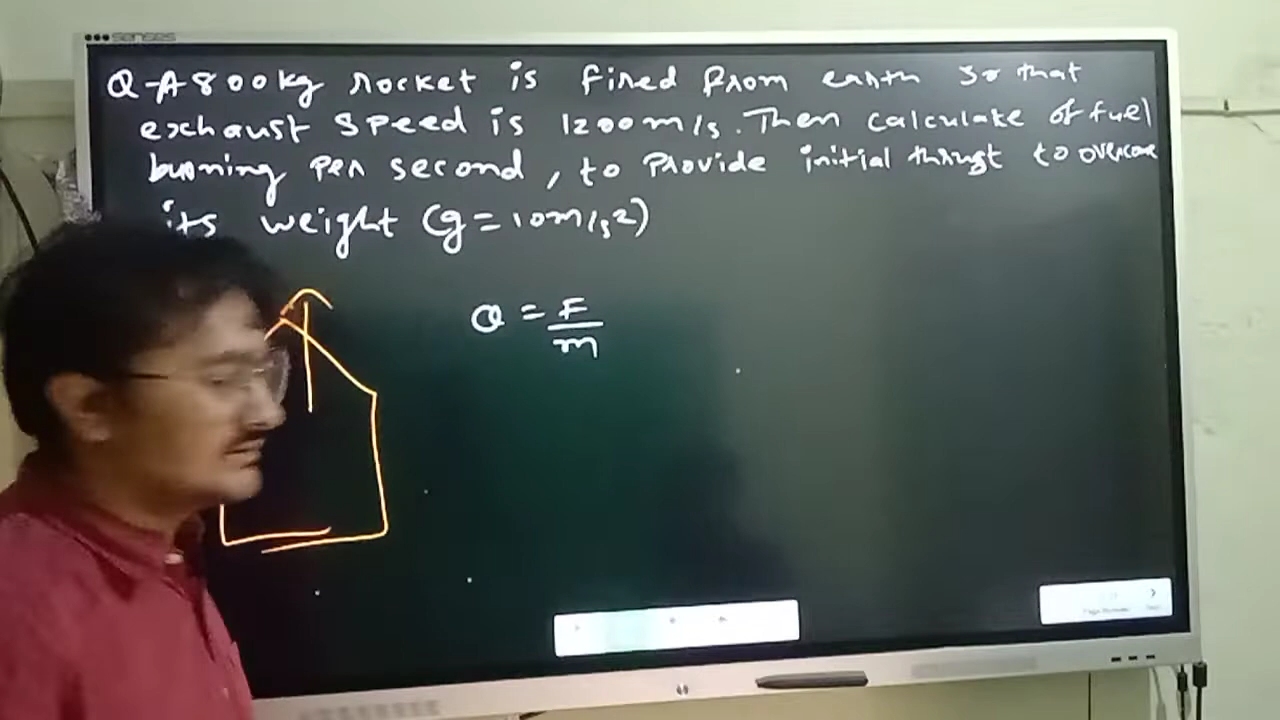 senses
Q-A 800kg rocket is fired from earth so that
exhaust speed is 1200m/s. Then calculate of fuel
burning per second, to provide initial thrust to overcome
its weight (g=10m/s²)
a = F
m